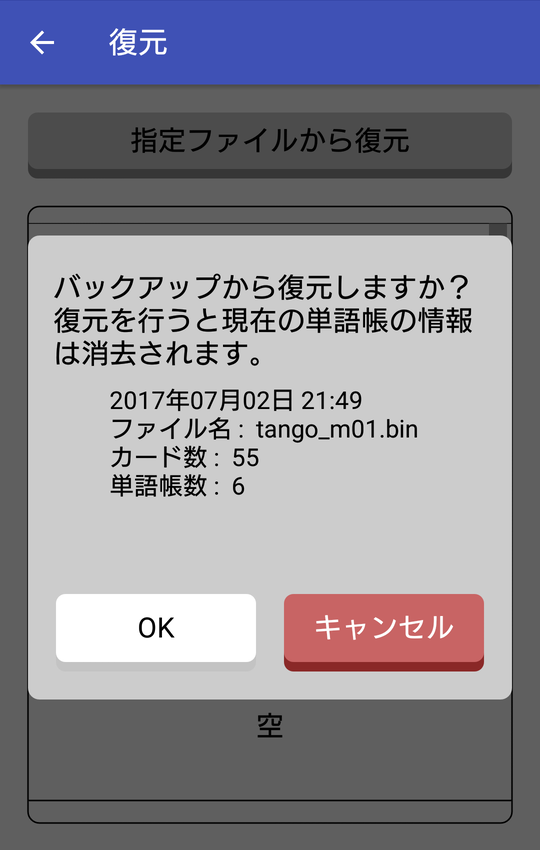 復元
指定ファイルから復元
バックアップから復元しますか？
復元を行うと現在の単語帳の情報
は消去されます。
2017年07月02日 21:49
ファイル名 : tango_m01.bin
カード数 : 55
単語帳数 : 6
OK
キャンセル
空